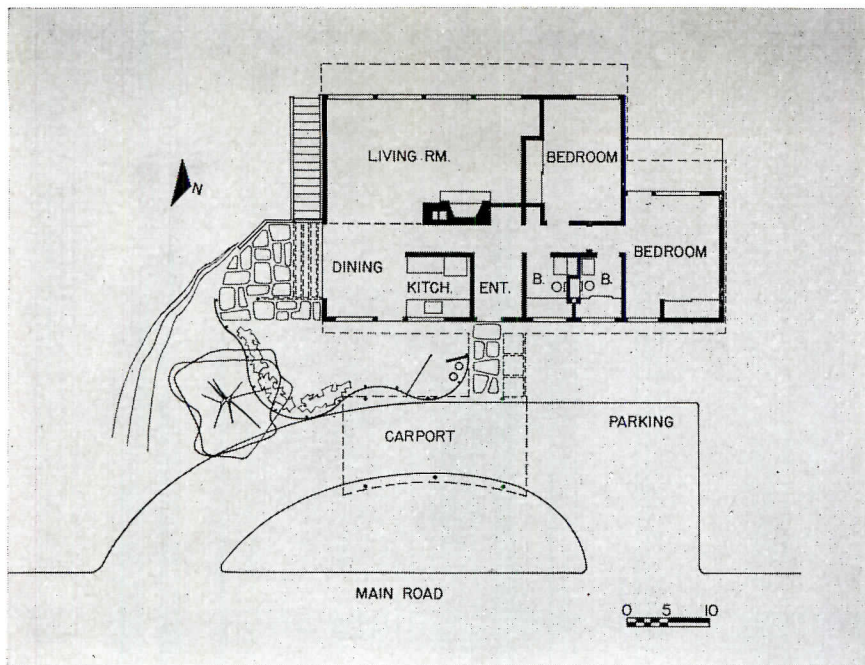 LIVING RM.
BEDROOM
N
DINING
KITCH.
ENT.
B.
B.
BEDROOM
CARPORT
PARKING
MAIN ROAD
0 5 10